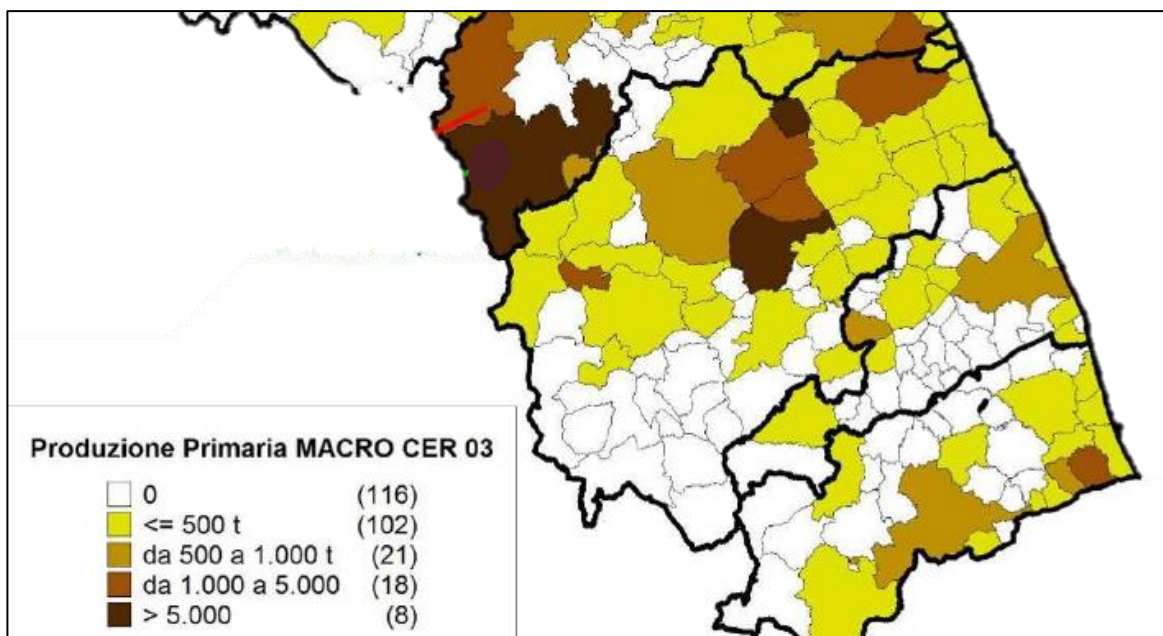 Produzione Primaria MACRO CER 03
0 (116)
<= 500 t (102)
da 500 a 1.000 t (21)
da 1.000 a 5.000 (18)
> 5.000 (8)